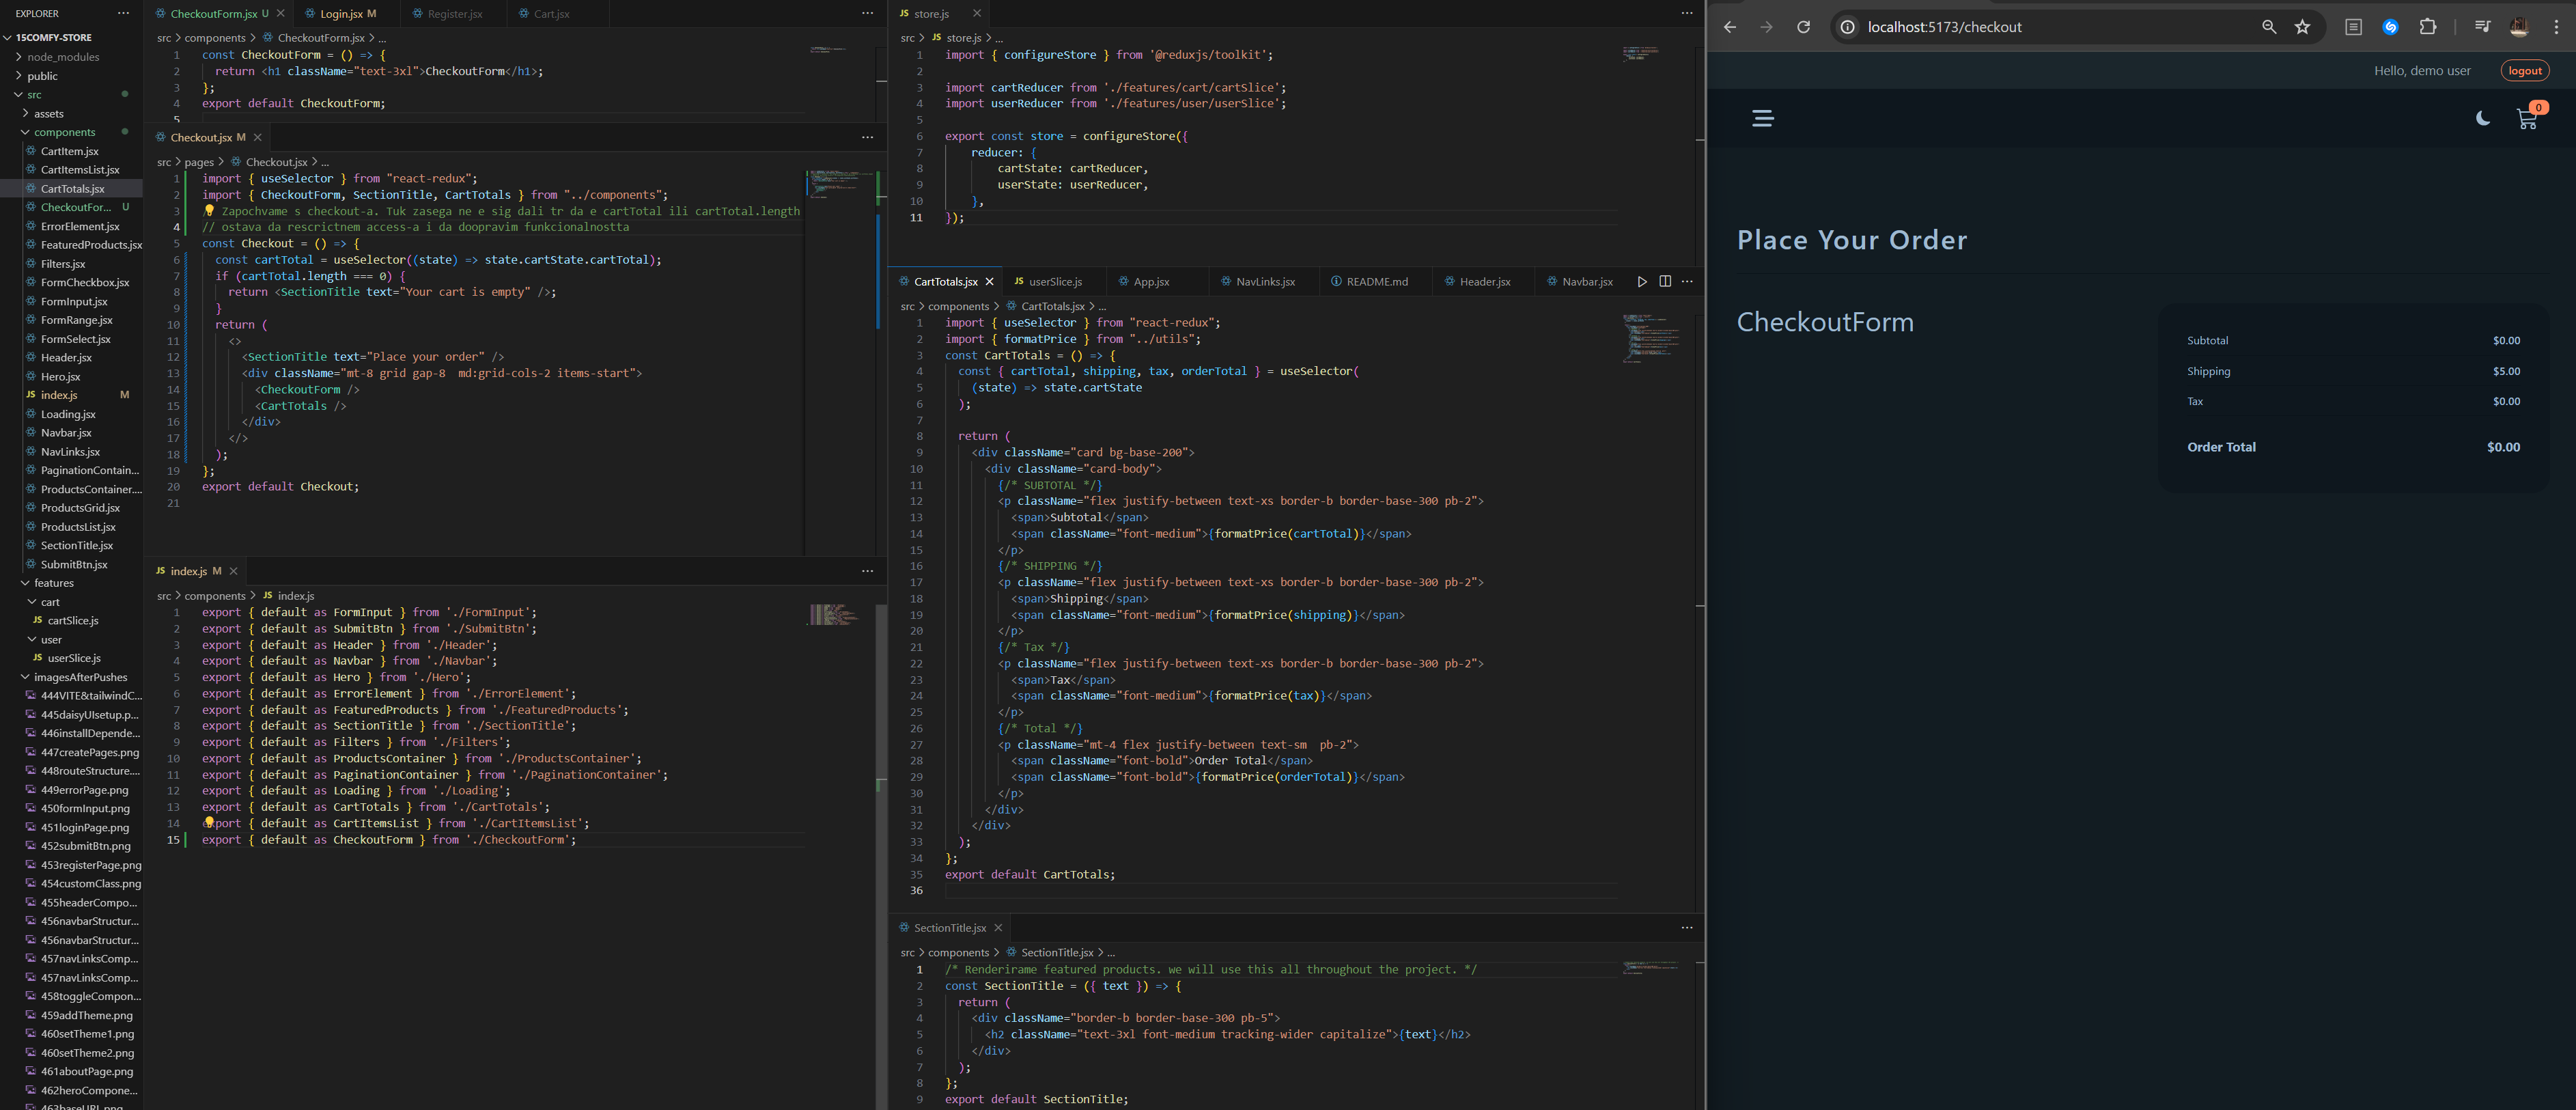 EXPLORER
15COMFY-STORE
node_modules
public
src
assets
components
CartItem.jsx
CartItemsList.jsx
CartTotals.jsx
CheckoutFor... U
ErrorElement.jsx
FeaturedProducts.jsx
Filters.jsx
FormCheckbox.jsx
FormInput.jsx
FormRange.jsx
FormSelect.jsx
Header.jsx
Hero.jsx
JS index.js M
Loading.jsx
Navbar.jsx
NavLinks.jsx
PaginationContain...
ProductsContainer....
ProductsGrid.jsx
ProductsList.jsx
SectionTitle.jsx
SubmitBtn.jsx
features
cart
JS cartSlice.js
user
JS userSlice.js
imagesAfterPushes
444VITE&tailwindC...
445daisyUIsetup.p...
446installDepende...
447createPages.png
448routeStructure....
449errorPage.png
450formInput.png
451loginPage.png
452submitBtn.png
453registerPage.png
454customClass.png
455headerCompo...
456navbarStructur...
456navbarStructur...
457navLinksComp...
457navLinksComp...
458toggleCompon...
459addTheme.png
460setTheme1.png
460setTheme2.png
461aboutPage.png
462heroCompone...
463baseURL.png
CheckoutForm.jsx U Login.jsx M Register.jsx Cart.jsx
src > components > CheckoutForm.jsx > ...
1 const CheckoutForm = () => {
2 return <h1 className="text-3xl">CheckoutForm</h1>;
3 };
4 export default CheckoutForm;
5
Checkout.jsx M
src > pages > Checkout.jsx > ...
1 import { useSelector } from "react-redux";
2 import { CheckoutForm, SectionTitle, CartTotals } from "../components";
3 / Zapochvame s checkout-a. Tuk zasega ne e sig dali tr da e cartTotal ili cartTotal.length
4 // ostava da rescrictnem access-a i da doopravim funkcionalnostta
5 const Checkout = () => {
6 const cartTotal = useSelector((state) => state.cartState.cartTotal);
7 if (cartTotal.length === 0) {
8 return <SectionTitle text="Your cart is empty" />;
9 }
10 return (
11 <>
12 <SectionTitle text="Place your order" />
13 <div className="mt-8 grid gap-8  md:grid-cols-2 items-start">
14 <CheckoutForm />
15 <CartTotals />
16 </div>
17 </>
18 );
19 };
20 export default Checkout;
21
JS index.js M
src > components > JS index.js
1 export { default as FormInput } from './FormInput';
2 export { default as SubmitBtn } from './SubmitBtn';
3 export { default as Header } from './Header';
4 export { default as Navbar } from './Navbar';
5 export { default as Hero } from './Hero';
6 export { default as ErrorElement } from './ErrorElement';
7 export { default as FeaturedProducts } from './FeaturedProducts';
8 export { default as SectionTitle } from './SectionTitle';
9 export { default as Filters } from './Filters';
10 export { default as ProductsContainer } from './ProductsContainer';
11 export { default as PaginationContainer } from './PaginationContainer';
12 export { default as Loading } from './Loading';
13 export { default as CartTotals } from './CartTotals';
14 export { default as CartItemsList } from './CartItemsList';
15 export { default as CheckoutForm } from './CheckoutForm';
JS store.js
src > JS store.js > ...
1 import { configureStore } from '@reduxjs/toolkit';
2
3 import cartReducer from './features/cart/cartSlice';
4 import userReducer from './features/user/userSlice';
5
6 export const store = configureStore({
7 reducer: {
8 cartState: cartReducer,
9 userState: userReducer,
10 },
11 });
CartTotals.jsx JS userSlice.js App.jsx NavLinks.jsx README.md Header.jsx Navbar.jsx
src > components > CartTotals.jsx > ...
1 import { useSelector } from "react-redux";
2 import { formatPrice } from "../utils";
3 const CartTotals = () => {
4 const { cartTotal, shipping, tax, orderTotal } = useSelector(
5 (state) => state.cartState
6 );
7
8 return (
9 <div className="card bg-base-200">
10 <div className="card-body">
11 {/* SUBTOTAL */}
12 <p className="flex justify-between text-xs border-b border-base-300 pb-2">
13 <span>Subtotal</span>
14 <span className="font-medium">{formatPrice(cartTotal)}</span>
15 </p>
16 {/* SHIPPING */}
17 <p className="flex justify-between text-xs border-b border-base-300 pb-2">
18 <span>Shipping</span>
19 <span className="font-medium">{formatPrice(shipping)}</span>
20 </p>
21 {/* Tax */}
22 <p className="flex justify-between text-xs border-b border-base-300 pb-2">
23 <span>Tax</span>
24 <span className="font-medium">{formatPrice(tax)}</span>
25 </p>
26 {/* Total */}
27 <p className="mt-4 flex justify-between text-sm  pb-2">
28 <span className="font-bold">Order Total</span>
29 <span className="font-bold">{formatPrice(orderTotal)}</span>
30 </p>
31 </div>
32 </div>
33 );
34 };
35 export default CartTotals;
36
SectionTitle.jsx
src > components > SectionTitle.jsx > ...
1 /* Renderirame featured products. we will use this all throughout the project. */
2 const SectionTitle = ({ text }) => {
3 return (
4 <div className="border-b border-base-300 pb-5">
5 <h2 className="text-3xl font-medium tracking-wider capitalize">{text}</h2>
6 </div>
7 );
8 };
9 export default SectionTitle;
localhost:5173/checkout
Hello, demo user logout
0
Place Your Order
CheckoutForm
Subtotal $0.00
Shipping $5.00
Tax $0.00
Order Total $0.00